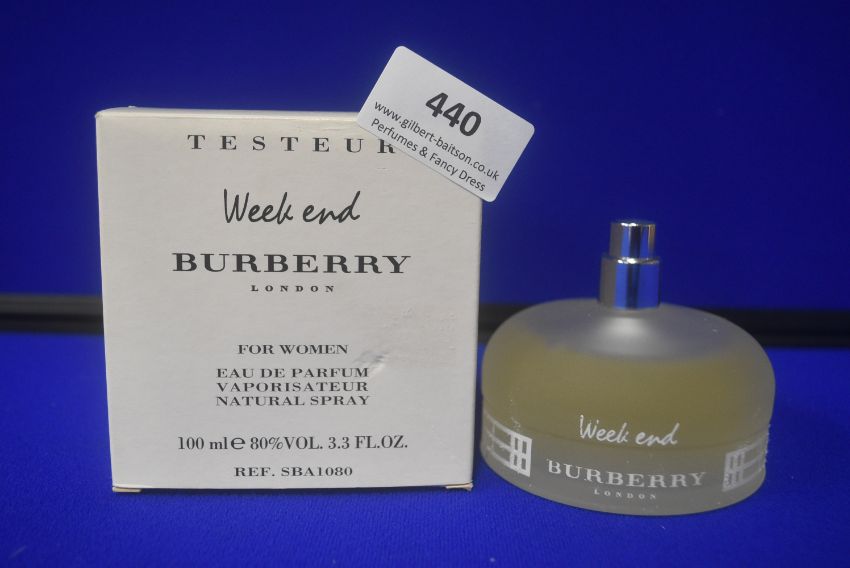 440
www.gilbert-baitson.co.uk
Perfumes & Fancy Dress
TESTEUR
Week end
BURBERRY
LONDON
FOR WOMEN
EAU DE PARFUM
VAPORISATEUR
NATURAL SPRAY
100 ml e 80%VOL. 3.3 FL.OZ.
REF. SBA1080
Week end
BURBERRY
LONDON